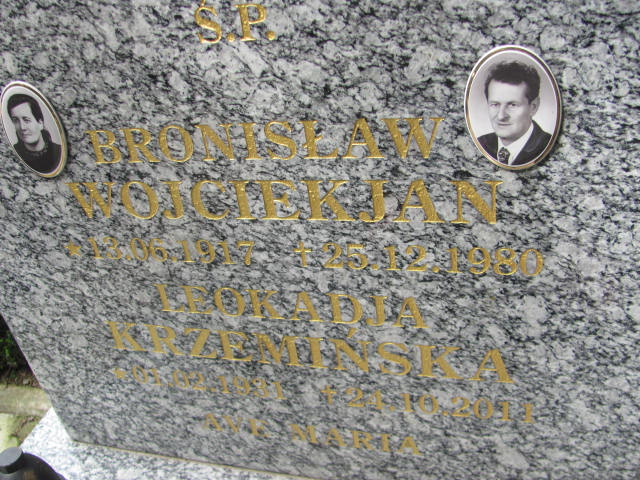 Ś.P.
BRONISŁAW
WOJCIEKJAN
* 13.06.1917 † 25.12.1980
LEOKADJA
KRZEMIŃSKA
* 01.02.1931 † 24.10.2011
AVE MARIA